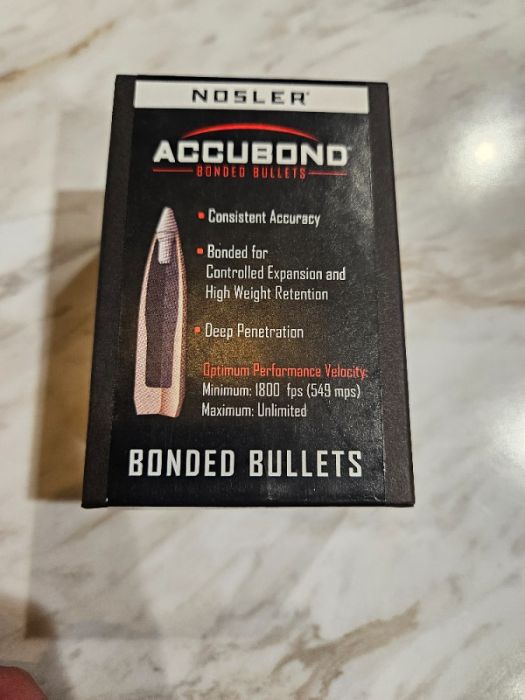 NOSLER®
ACCUBOND®
BONDED BULLETS
• Consistent Accuracy
• Bonded for
Controlled Expansion and
High Weight Retention
• Deep Penetration
Optimum Performance Velocity:
Minimum: 1800 fps (549 mps)
Maximum: Unlimited
BONDED BULLETS